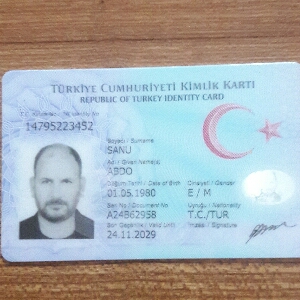 TÜRKİYE CUMHURİYETİ KİMLİK KARTI
REPUBLIC OF TURKEY IDENTITY CARD
T.C. Kimlik No / TR Identity No
14795223452
Soyadı / Surname
SANU
Adı / Given Name(s)
ABDO
Doğum Tarihi / Date of Birth Cinsiyeti / Gender
01.05.1980 E / M
Seri No / Document No Uyruğu / Nationality
A24B62958 T.C./TUR
Son Geçerlilik / Valid Until İmzası / Signature
24.11.2029